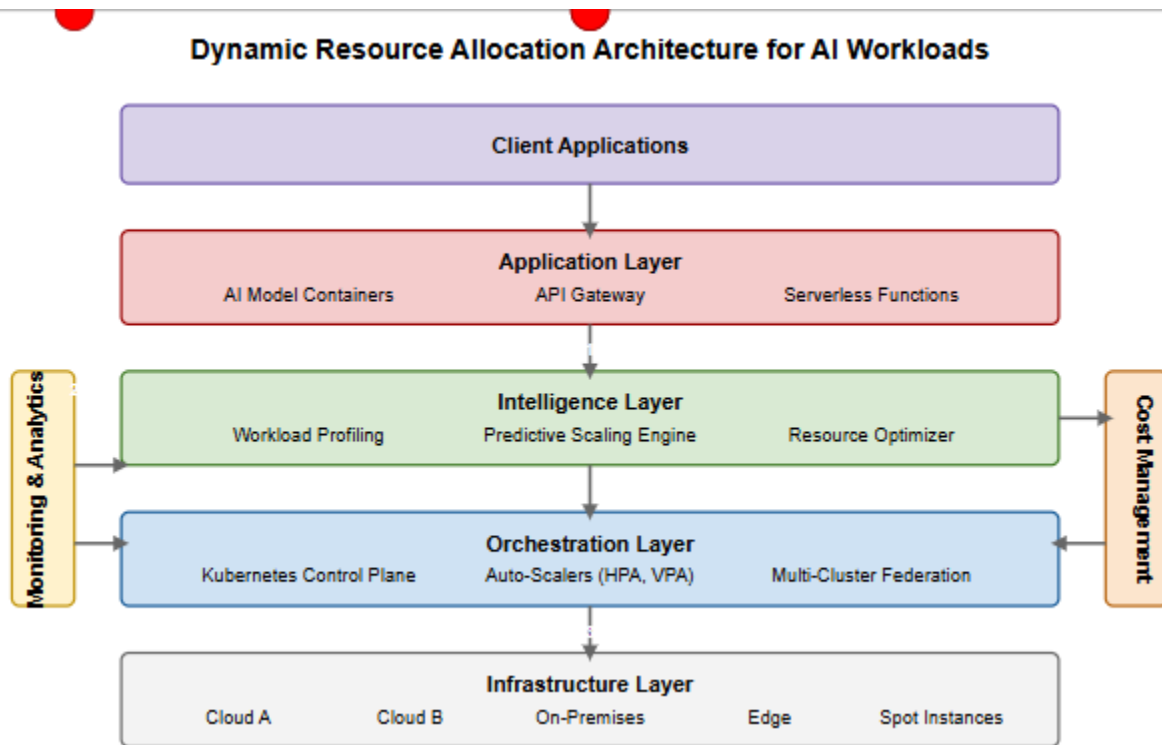 Dynamic Resource Allocation Architecture for AI Workloads
Client Applications
Application Layer
AI Model Containers API Gateway Serverless Functions
Monitoring & Analytics
Intelligence Layer
Workload Profiling Predictive Scaling Engine Resource Optimizer
Cost Management
Orchestration Layer
Kubernetes Control Plane Auto-Scalers (HPA, VPA) Multi-Cluster Federation
Infrastructure Layer
Cloud A Cloud B On-Premises Edge Spot Instances